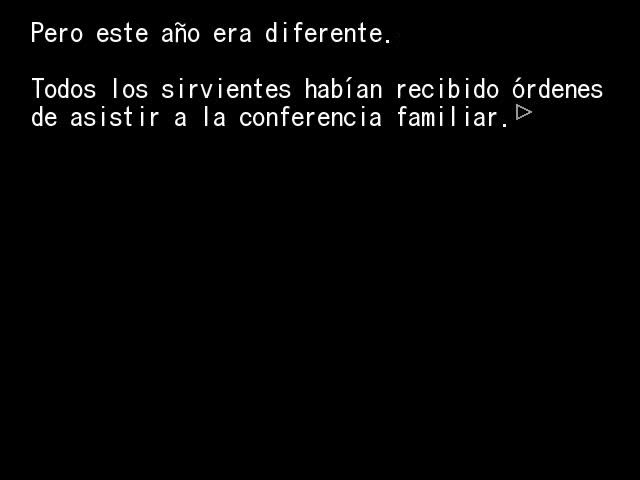 Pero este año era diferente.
Todos los sirvientes habían recibido órdenes
de asistir a la conferencia familiar.